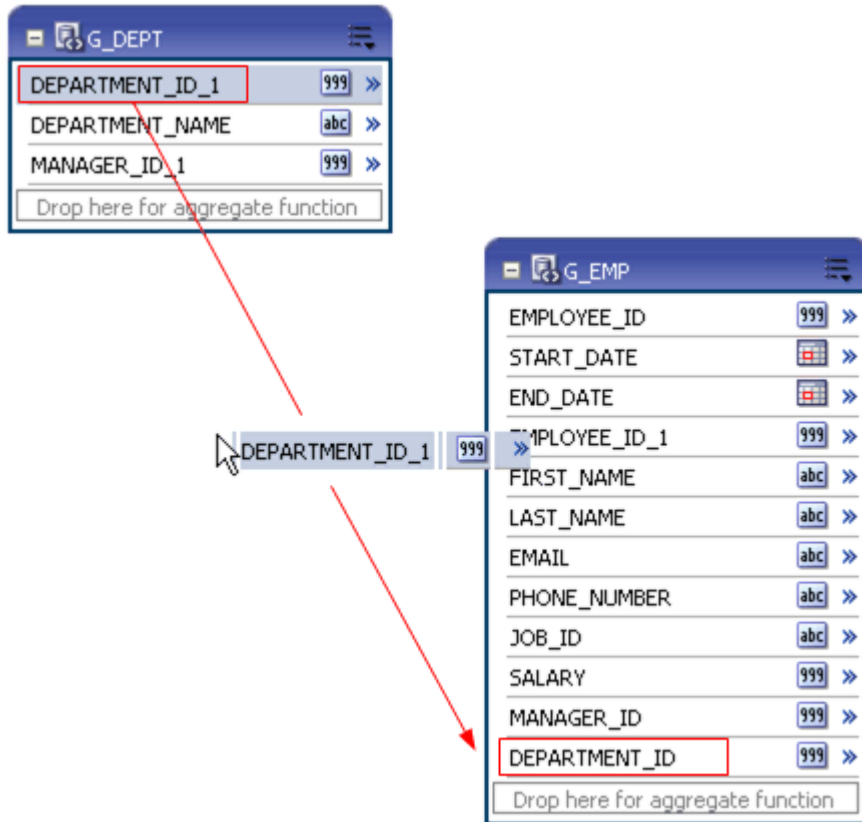 G_DEPT
DEPARTMENT_ID_1 999 »
DEPARTMENT_NAME abc »
MANAGER_ID_1 999 »
Drop here for aggregate function
G_EMP
EMPLOYEE_ID 999 »
START_DATE »
END_DATE »
EMPLOYEE_ID_1 999 »
DEPARTMENT_ID_1 999 »
FIRST_NAME abc »
LAST_NAME abc »
EMAIL abc »
PHONE_NUMBER abc »
JOB_ID abc »
SALARY 999 »
MANAGER_ID 999 »
DEPARTMENT_ID 999 »
Drop here for aggregate function